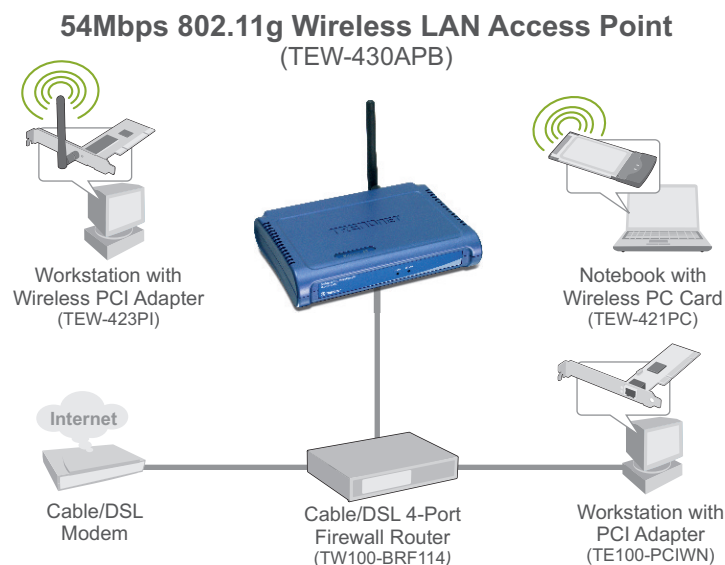 54Mbps 802.11g Wireless LAN Access Point
(TEW-430APB)
TRENDnet
Workstation with
Wireless PCI Adapter
(TEW-423PI)
Notebook with
Wireless PC Card
(TEW-421PC)
Internet
Cable/DSL
Modem
Cable/DSL 4-Port
Firewall Router
(TW100-BRF114)
Workstation with
PCI Adapter
(TE100-PCIWN)